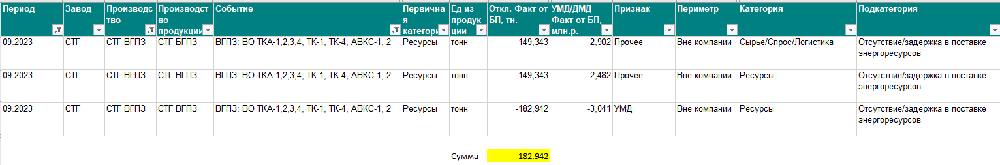 Период Завод Производство Производство продукции Событие Первичная категори Ед из продукции Откл. Факт от БП, тн. УМД/ДМД Факт от БП, млн.р. Признак Периметр Категория Подкатегория
09.2023 СТГ СТГ ВГПЗ СТГ БГПЗ ВГПЗ: ВО ТКА-1,2,3,4, ТК-1, ТК-4, АВКС-1, 2 Ресурсы тонн 149,343 2,902 Прочее Вне компании Сырье/Спрос/Логистика Отсутствие/задержка в поставке энергоресурсов
09.2023 СТГ СТГ ВГПЗ СТГ ВГПЗ ВГПЗ: ВО ТКА-1,2,3,4, ТК-1, ТК-4, АВКС-1, 2 Ресурсы тонн -149,343 -2,482 Прочее Вне компании Ресурсы Отсутствие/задержка в поставке энергоресурсов
09.2023 СТГ СТГ ВГПЗ СТГ ВГПЗ ВГПЗ: ВО ТКА-1,2,3,4, ТК-1, ТК-4, АВКС-1, 2 Ресурсы тонн -182,942 -3,041 УМД Вне компании Ресурсы Отсутствие/задержка в поставке энергоресурсов
Сумма -182,942